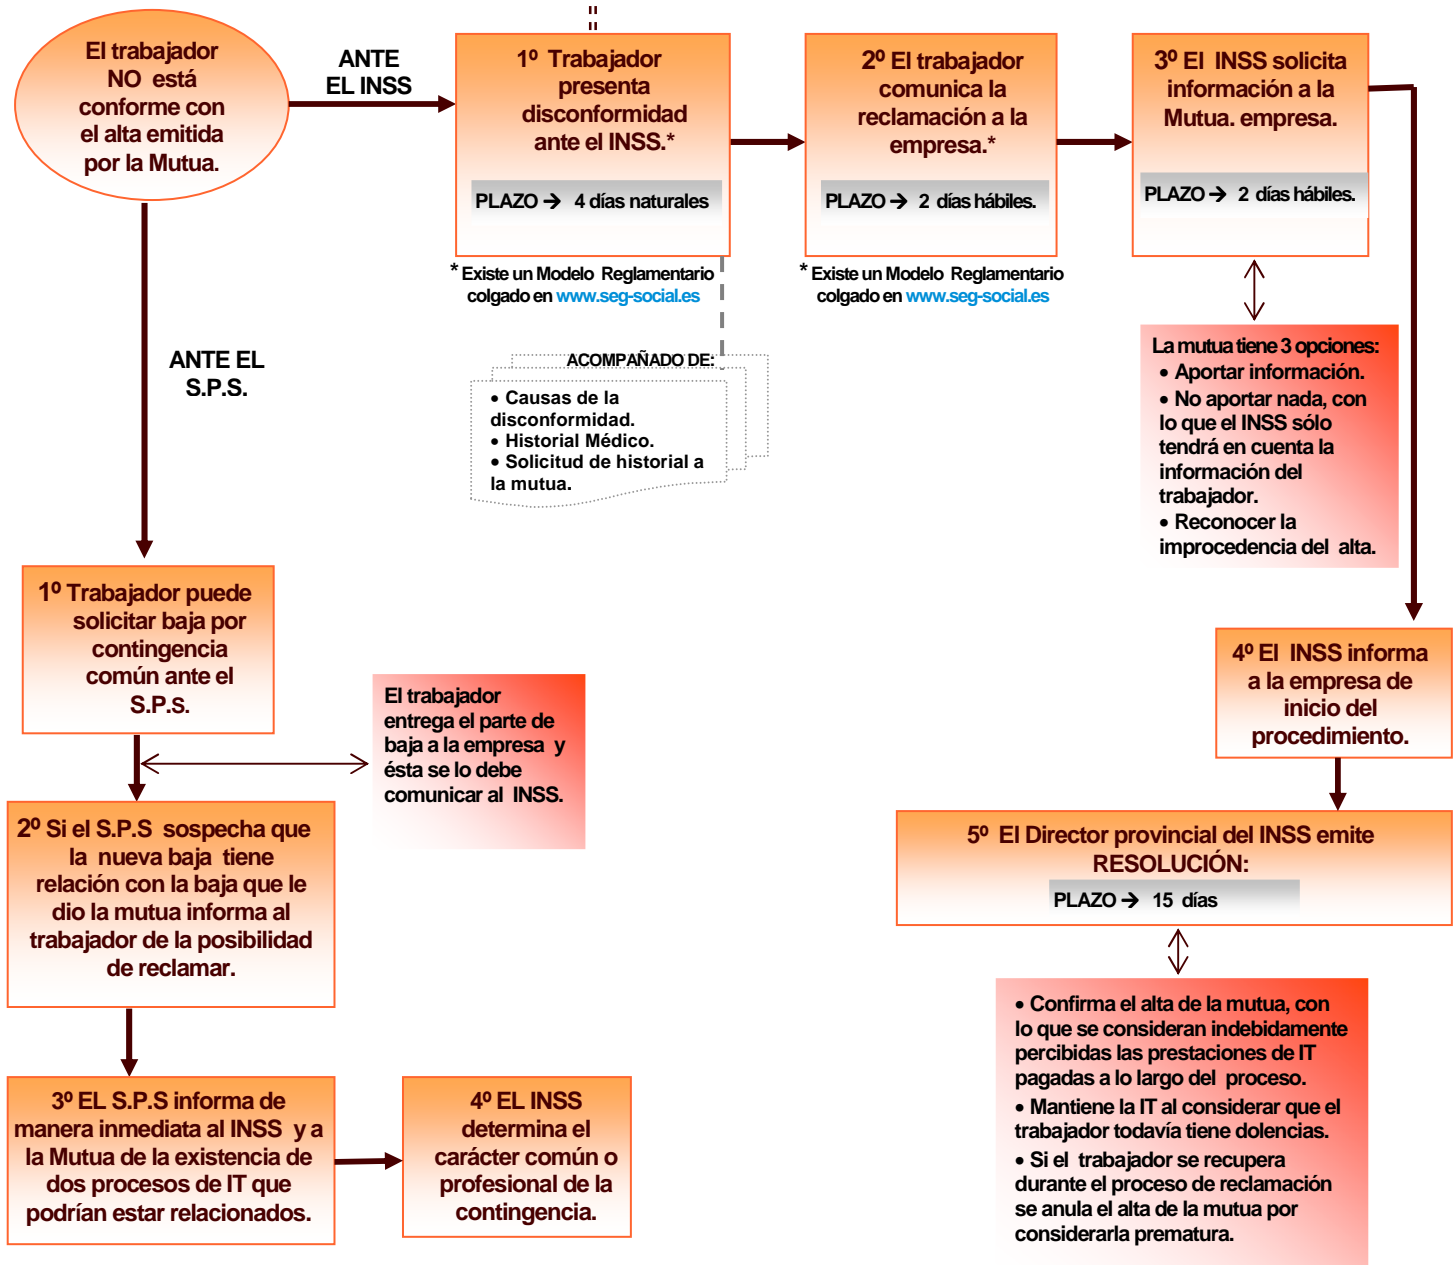 El trabajador
NO está
conforme con
el alta emitida
por la Mutua.
ANTE
EL INSS
1º Trabajador
presenta
disconformidad
ante el INSS.*
PLAZO → 4 días naturales
* Existe un Modelo Reglamentario
colgado en www.seg-social.es
2º El trabajador
comunica la
reclamación a la
empresa.*
PLAZO → 2 días hábiles.
* Existe un Modelo Reglamentario
colgado en www.seg-social.es
3º El INSS solicita
información a la
Mutua. empresa.
PLAZO → 2 días hábiles.
ACOMPAÑADO DE:
• Causas de la
disconformidad.
• Historial Médico.
• Solicitud de historial a
la mutua.
La mutua tiene 3 opciones:
• Aportar información.
• No aportar nada, con
lo que el INSS sólo
tendrá en cuenta la
información del
trabajador.
• Reconocer la
improcedencia del alta.
4º El INSS informa
a la empresa de
inicio del
procedimiento.
5º El Director provincial del INSS emite
RESOLUCIÓN:
PLAZO → 15 días
• Confirma el alta de la mutua, con
lo que se consideran indebidamente
percibidas las prestaciones de IT
pagadas a lo largo del proceso.
• Mantiene la IT al considerar que el
trabajador todavía tiene dolencias.
• Si el trabajador se recupera
durante el proceso de reclamación
se anula el alta de la mutua por
considerarla prematura.
ANTE EL
S.P.S.
1º Trabajador puede
solicitar baja por
contingencia
común ante el
S.P.S.
El trabajador
entrega el parte de
baja a la empresa y
ésta se lo debe
comunicar al INSS.
2º Si el S.P.S sospecha que
la nueva baja tiene
relación con la baja que le
dio la mutua informa al
trabajador de la posibilidad
de reclamar.
3º EL S.P.S informa de
manera inmediata al INSS y a
la Mutua de la existencia de
dos procesos de IT que
podrían estar relacionados.
4º EL INSS
determina el
carácter común o
profesional de la
contingencia.